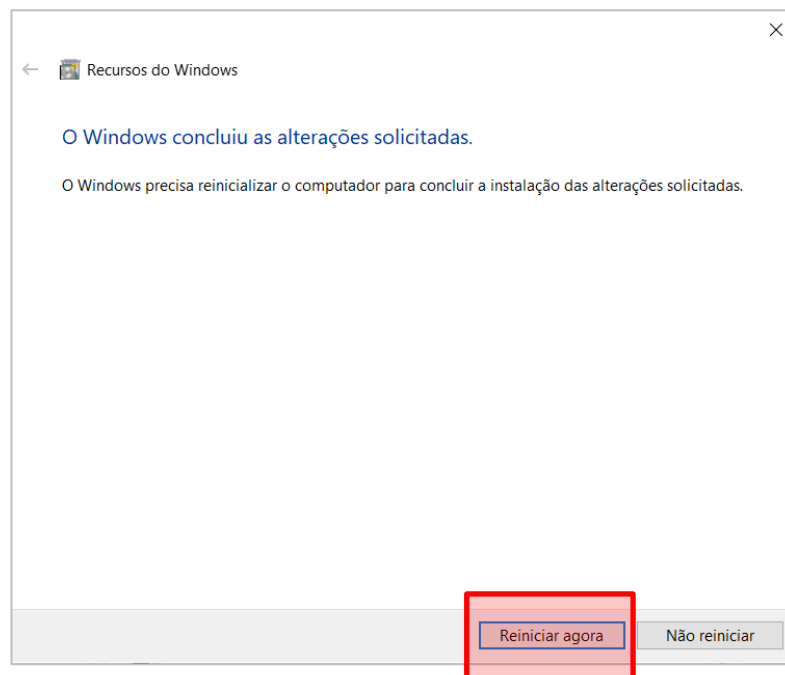 Recursos do Windows
O Windows concluiu as alterações solicitadas.
O Windows precisa reinicializar o computador para concluir a instalação das alterações solicitadas.
Reiniciar agora
Não reiniciar